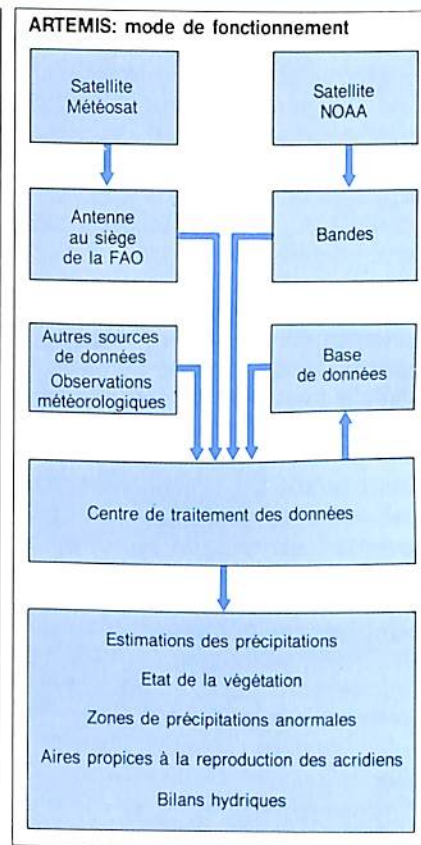 ARTEMIS: mode de fonctionnement
Satellite
Météosat
Satellite
NOAA
Antenne
au siège
de la FAO
Bandes
Autres sources
de données
Observations
météorologiques
Base
de données
Centre de traitement des données
Estimations des précipitations
Etat de la végétation
Zones de précipitations anormales
Aires propices à la reproduction des acridiens
Bilans hydriques